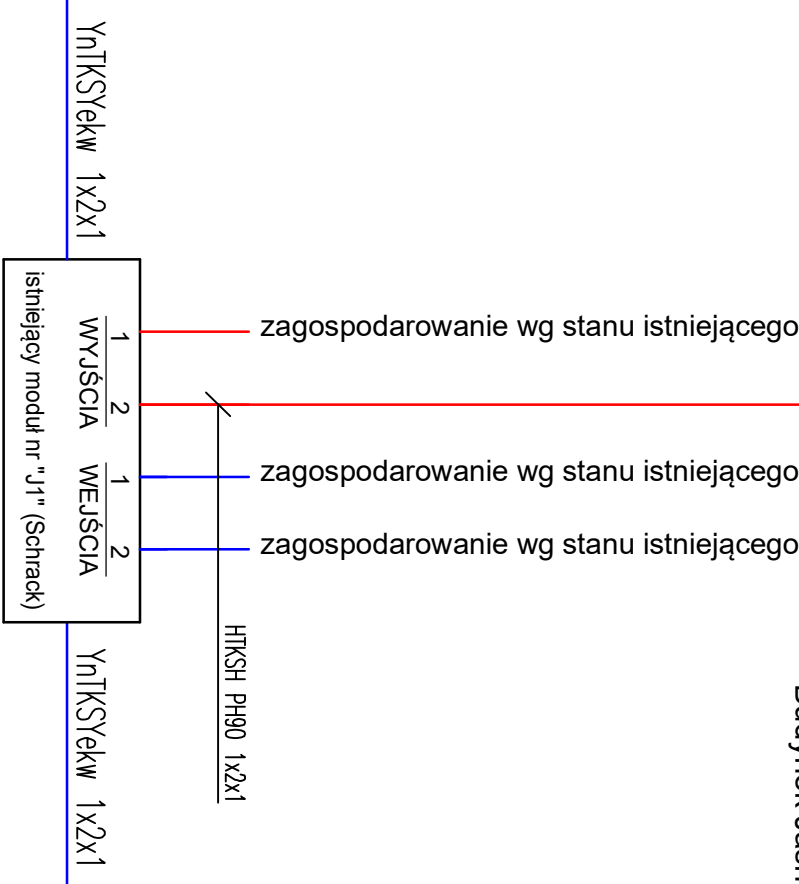 YnTKSYekw 1x2x1
zagospodarowanie wg stanu istniejącego
zagospodarowanie wg stanu istniejącego
zagospodarowanie wg stanu istniejącego
1 2 1 2
WYJŚCIA WEJŚCIA
istniejący moduł nr "J1" (Schrack)
HTKSH PH90 1x2x1
YnTKSYekw 1x2x1